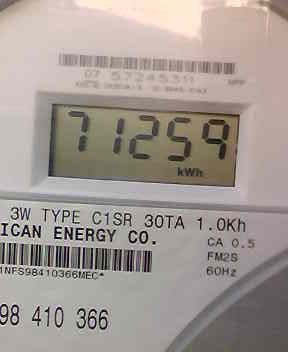 07 57245311
71259
kWh
3W TYPE C1SR 30TA 1.0Kh
ICAN ENERGY CO.
CA 0.5
FM2S
60Hz
1NFS98410366MEC*
98 410 366